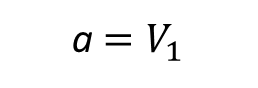 a = V₁